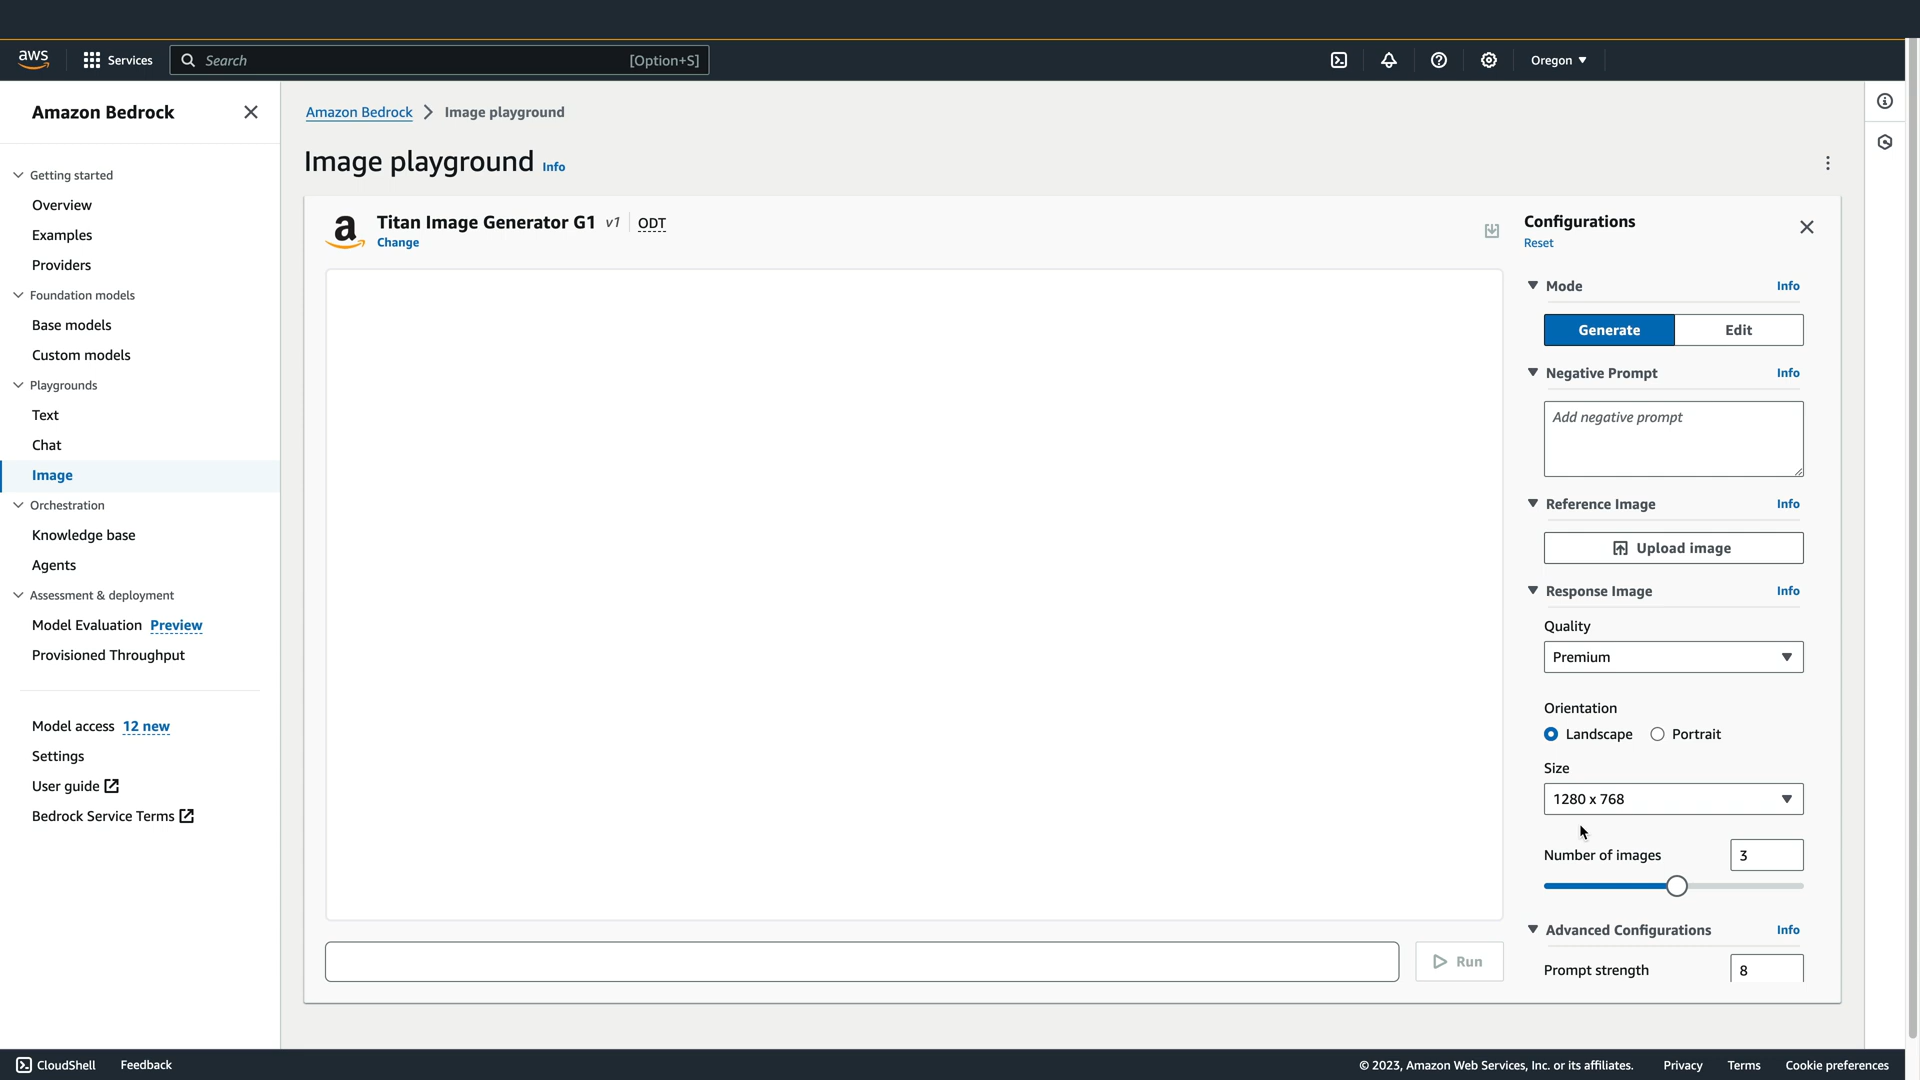 aws
Services
Search
[Option+S]
Oregon
Amazon Bedrock
Getting started
Overview
Examples
Providers
Foundation models
Base models
Custom models
Playgrounds
Text
Chat
Image
Orchestration
Knowledge base
Agents
Assessment & deployment
Model Evaluation Preview
Provisioned Throughput
Model access 12 new
Settings
User guide
Bedrock Service Terms
Amazon Bedrock
Image playground
Image playground Info
a
Titan Image Generator G1 v1 ODT
Change
Configurations
Reset
Mode Info
Generate
Edit
Negative Prompt Info
Add negative prompt
Reference Image Info
Upload image
Response Image Info
Quality
Premium
Orientation
Landscape
Portrait
Size
1280 x 768
Number of images 3
Advanced Configurations Info
Prompt strength 8
Run
CloudShell
Feedback
© 2023, Amazon Web Services, Inc. or its affiliates.
Privacy
Terms
Cookie preferences